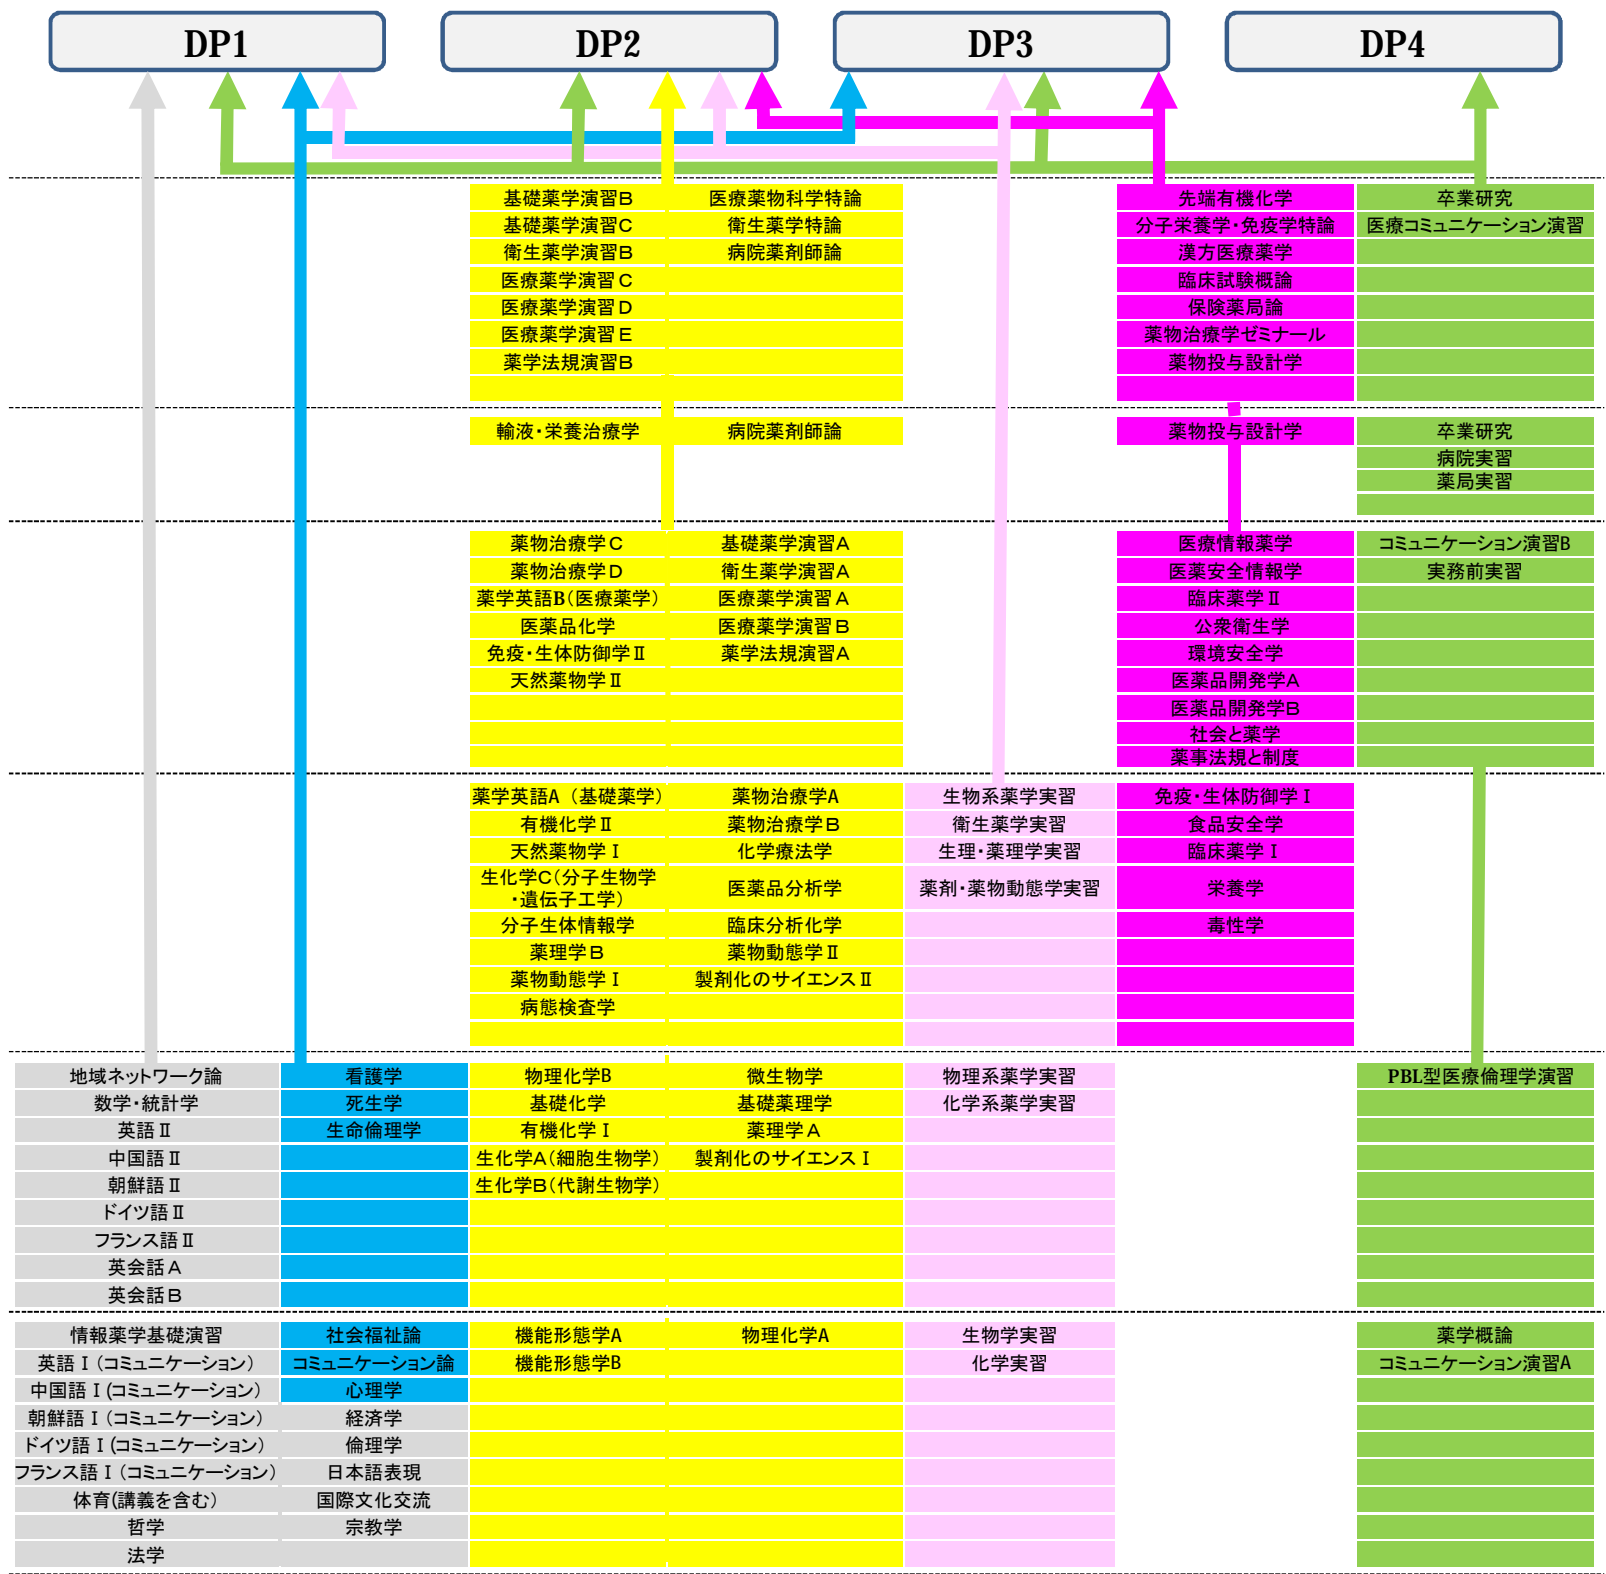 DP1 DP2 DP3 DP4
基礎薬学演習B 医療薬物科学特論 先端有機化学 卒業研究
基礎薬学演習C 衛生薬学特論 分子栄養学・免疫学特論 医療コミュニケーション演習
衛生薬学演習B 病院薬剤師論 漢方医療薬学
医療薬学演習C 臨床試験概論
医療薬学演習D 保険薬局論
医療薬学演習E 薬物治療学ゼミナール
薬学法規演習B 薬物投与設計学
輸液・栄養治療学 病院薬剤師論 薬物投与設計学 卒業研究
病院実習
薬局実習
薬物治療学C 基礎薬学演習A 医療情報薬学 コミュニケーション演習B
薬物治療学D 衛生薬学演習A 医薬安全情報学 実務前実習
薬学英語B(医療薬学) 医療薬学演習A 臨床薬学Ⅱ
医薬品化学 医療薬学演習B 公衆衛生学
免疫・生体防御学Ⅱ 薬学法規演習A 環境安全学
天然薬物学Ⅱ 医薬品開発学A
医薬品開発学B
社会と薬学
薬事法規と制度
薬学英語A (基礎薬学) 薬物治療学A 生物系薬学実習 免疫・生体防御学Ⅰ
有機化学Ⅱ 薬物治療学B 衛生薬学実習 食品安全学
天然薬物学Ⅰ 化学療法学 生理・薬理学実習 臨床薬学Ⅰ
生化学C(分子生物学
・遺伝子工学) 医薬品分析学 薬剤・薬物動態学実習 栄養学
分子生体情報学 臨床分析化学 毒性学
薬理学B 薬物動態学Ⅱ
薬物動態学Ⅰ 製剤化のサイエンスⅡ
病態検査学
地域ネットワーク論 看護学 物理化学B 微生物学 物理系薬学実習 PBL型医療倫理学演習
数学・統計学 死生学 基礎化学 基礎薬理学 化学系薬学実習
英語Ⅱ 生命倫理学 有機化学Ⅰ 薬理学A
中国語Ⅱ 生化学A(細胞生物学) 製剤化のサイエンスⅠ
朝鮮語Ⅱ 生化学B(代謝生物学)
ドイツ語Ⅱ
フランス語Ⅱ
英会話A
英会話B
情報薬学基礎演習 社会福祉論 機能形態学A 物理化学A 生物学実習 薬学概論
英語Ⅰ(コミュニケーション) コミュニケーション論 機能形態学B 化学実習 コミュニケーション演習A
中国語Ⅰ(コミュニケーション) 心理学
朝鮮語Ⅰ(コミュニケーション) 経済学
ドイツ語Ⅰ(コミュニケーション) 倫理学
フランス語Ⅰ(コミュニケーション) 日本語表現
体育(講義を含む) 国際文化交流
哲学 宗教学
法学